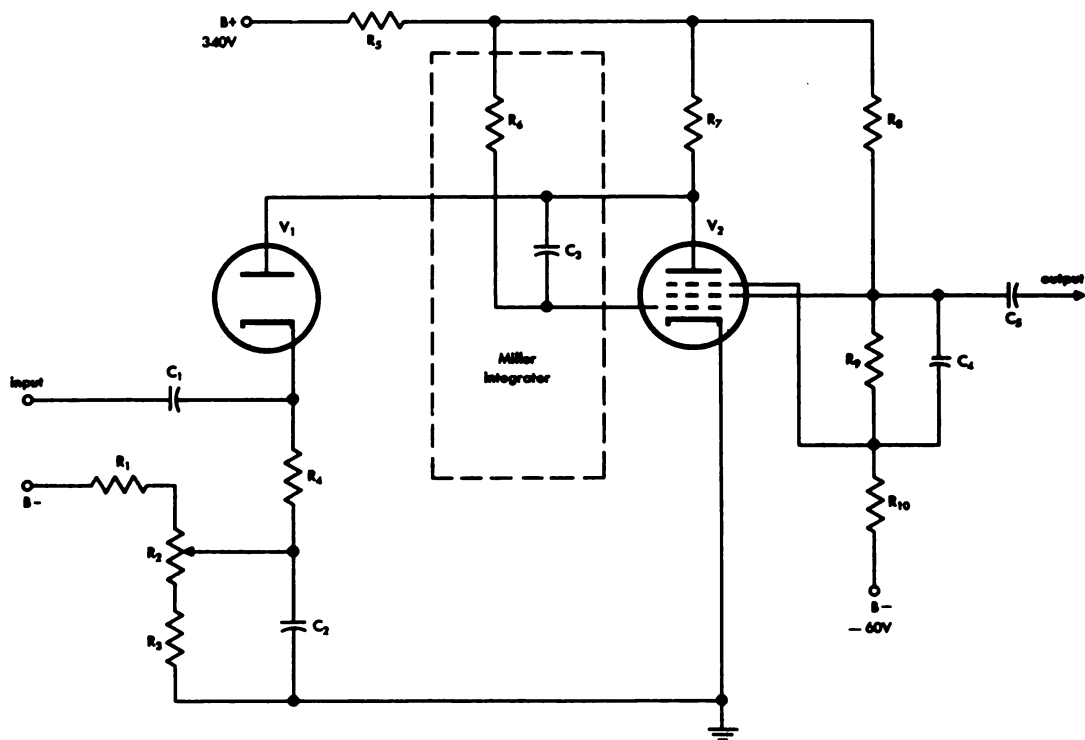 B+
340V
R5
R6
R7
R8
V1
V2
C3
output
C5
Miller
integrator
R9
C4
input
C1
R1
B-
R4
R10
R2
B-
- 60V
R3
C2